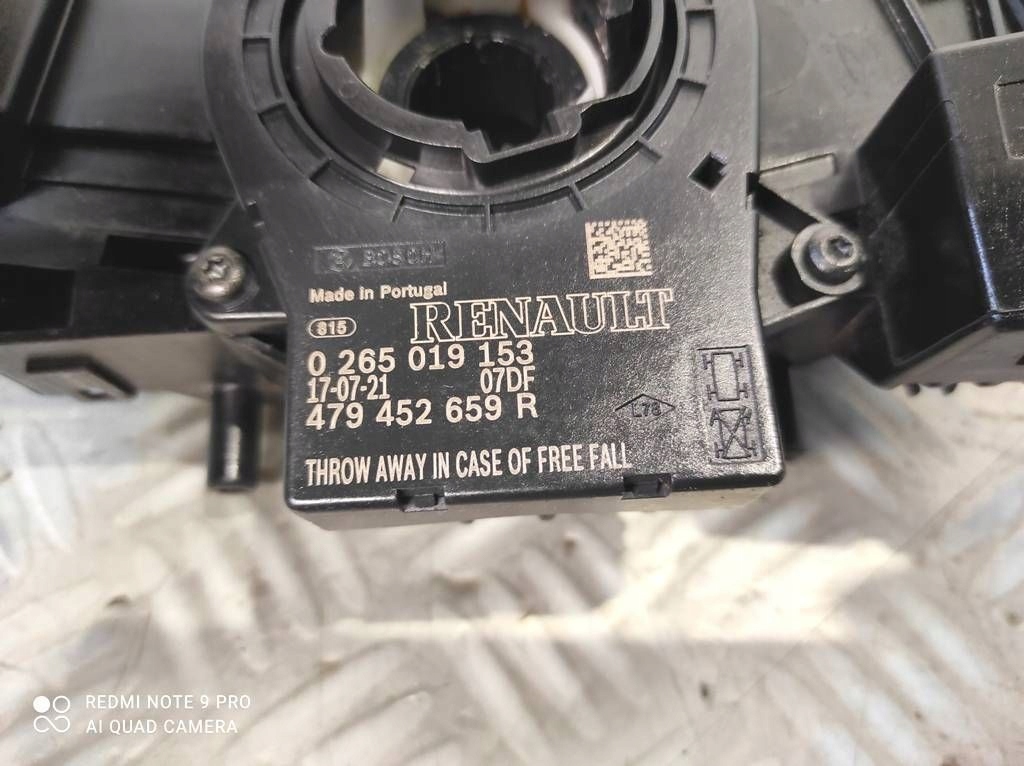 BOSCH
Made in Portugal
RENAULT
815
0 265 019 153
17-07-21 07DF
479 452 659 R
L78
THROW AWAY IN CASE OF FREE FALL
REDMI NOTE 9 PRO
AI QUAD CAMERA